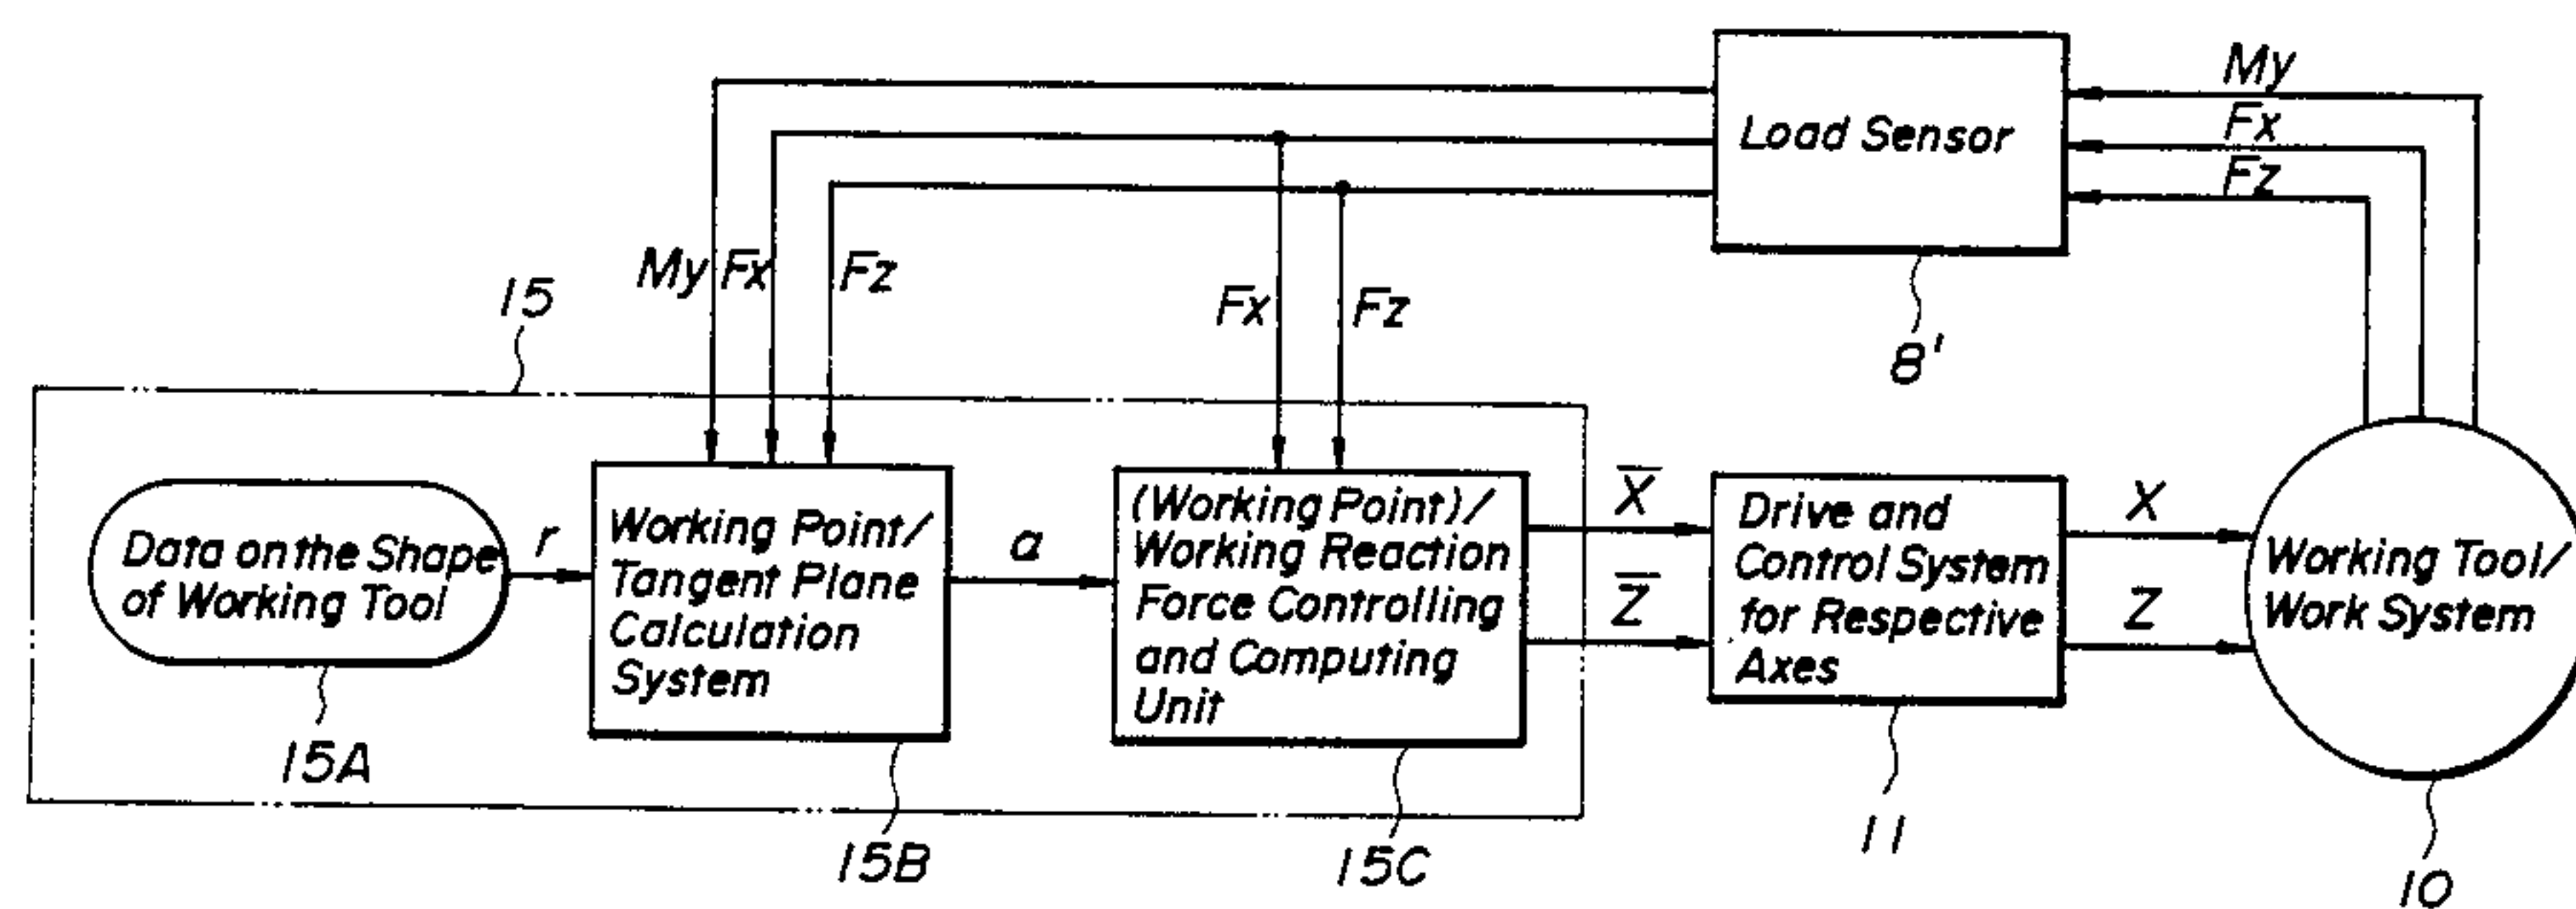 My
Fx
Fz
Load Sensor
8'
My Fx Fz
Fx Fz
15
Data on the Shape
of Working Tool
15A
r
Working Point/
Tangent Plane
Calculation
System
15B
α
(Working Point)/
Working Reaction
Force Controlling
and Computing
Unit
15C
X̅
Z̅
Drive and
Control System
for Respective
Axes
11
X
Z
Working Tool/
Work System
10